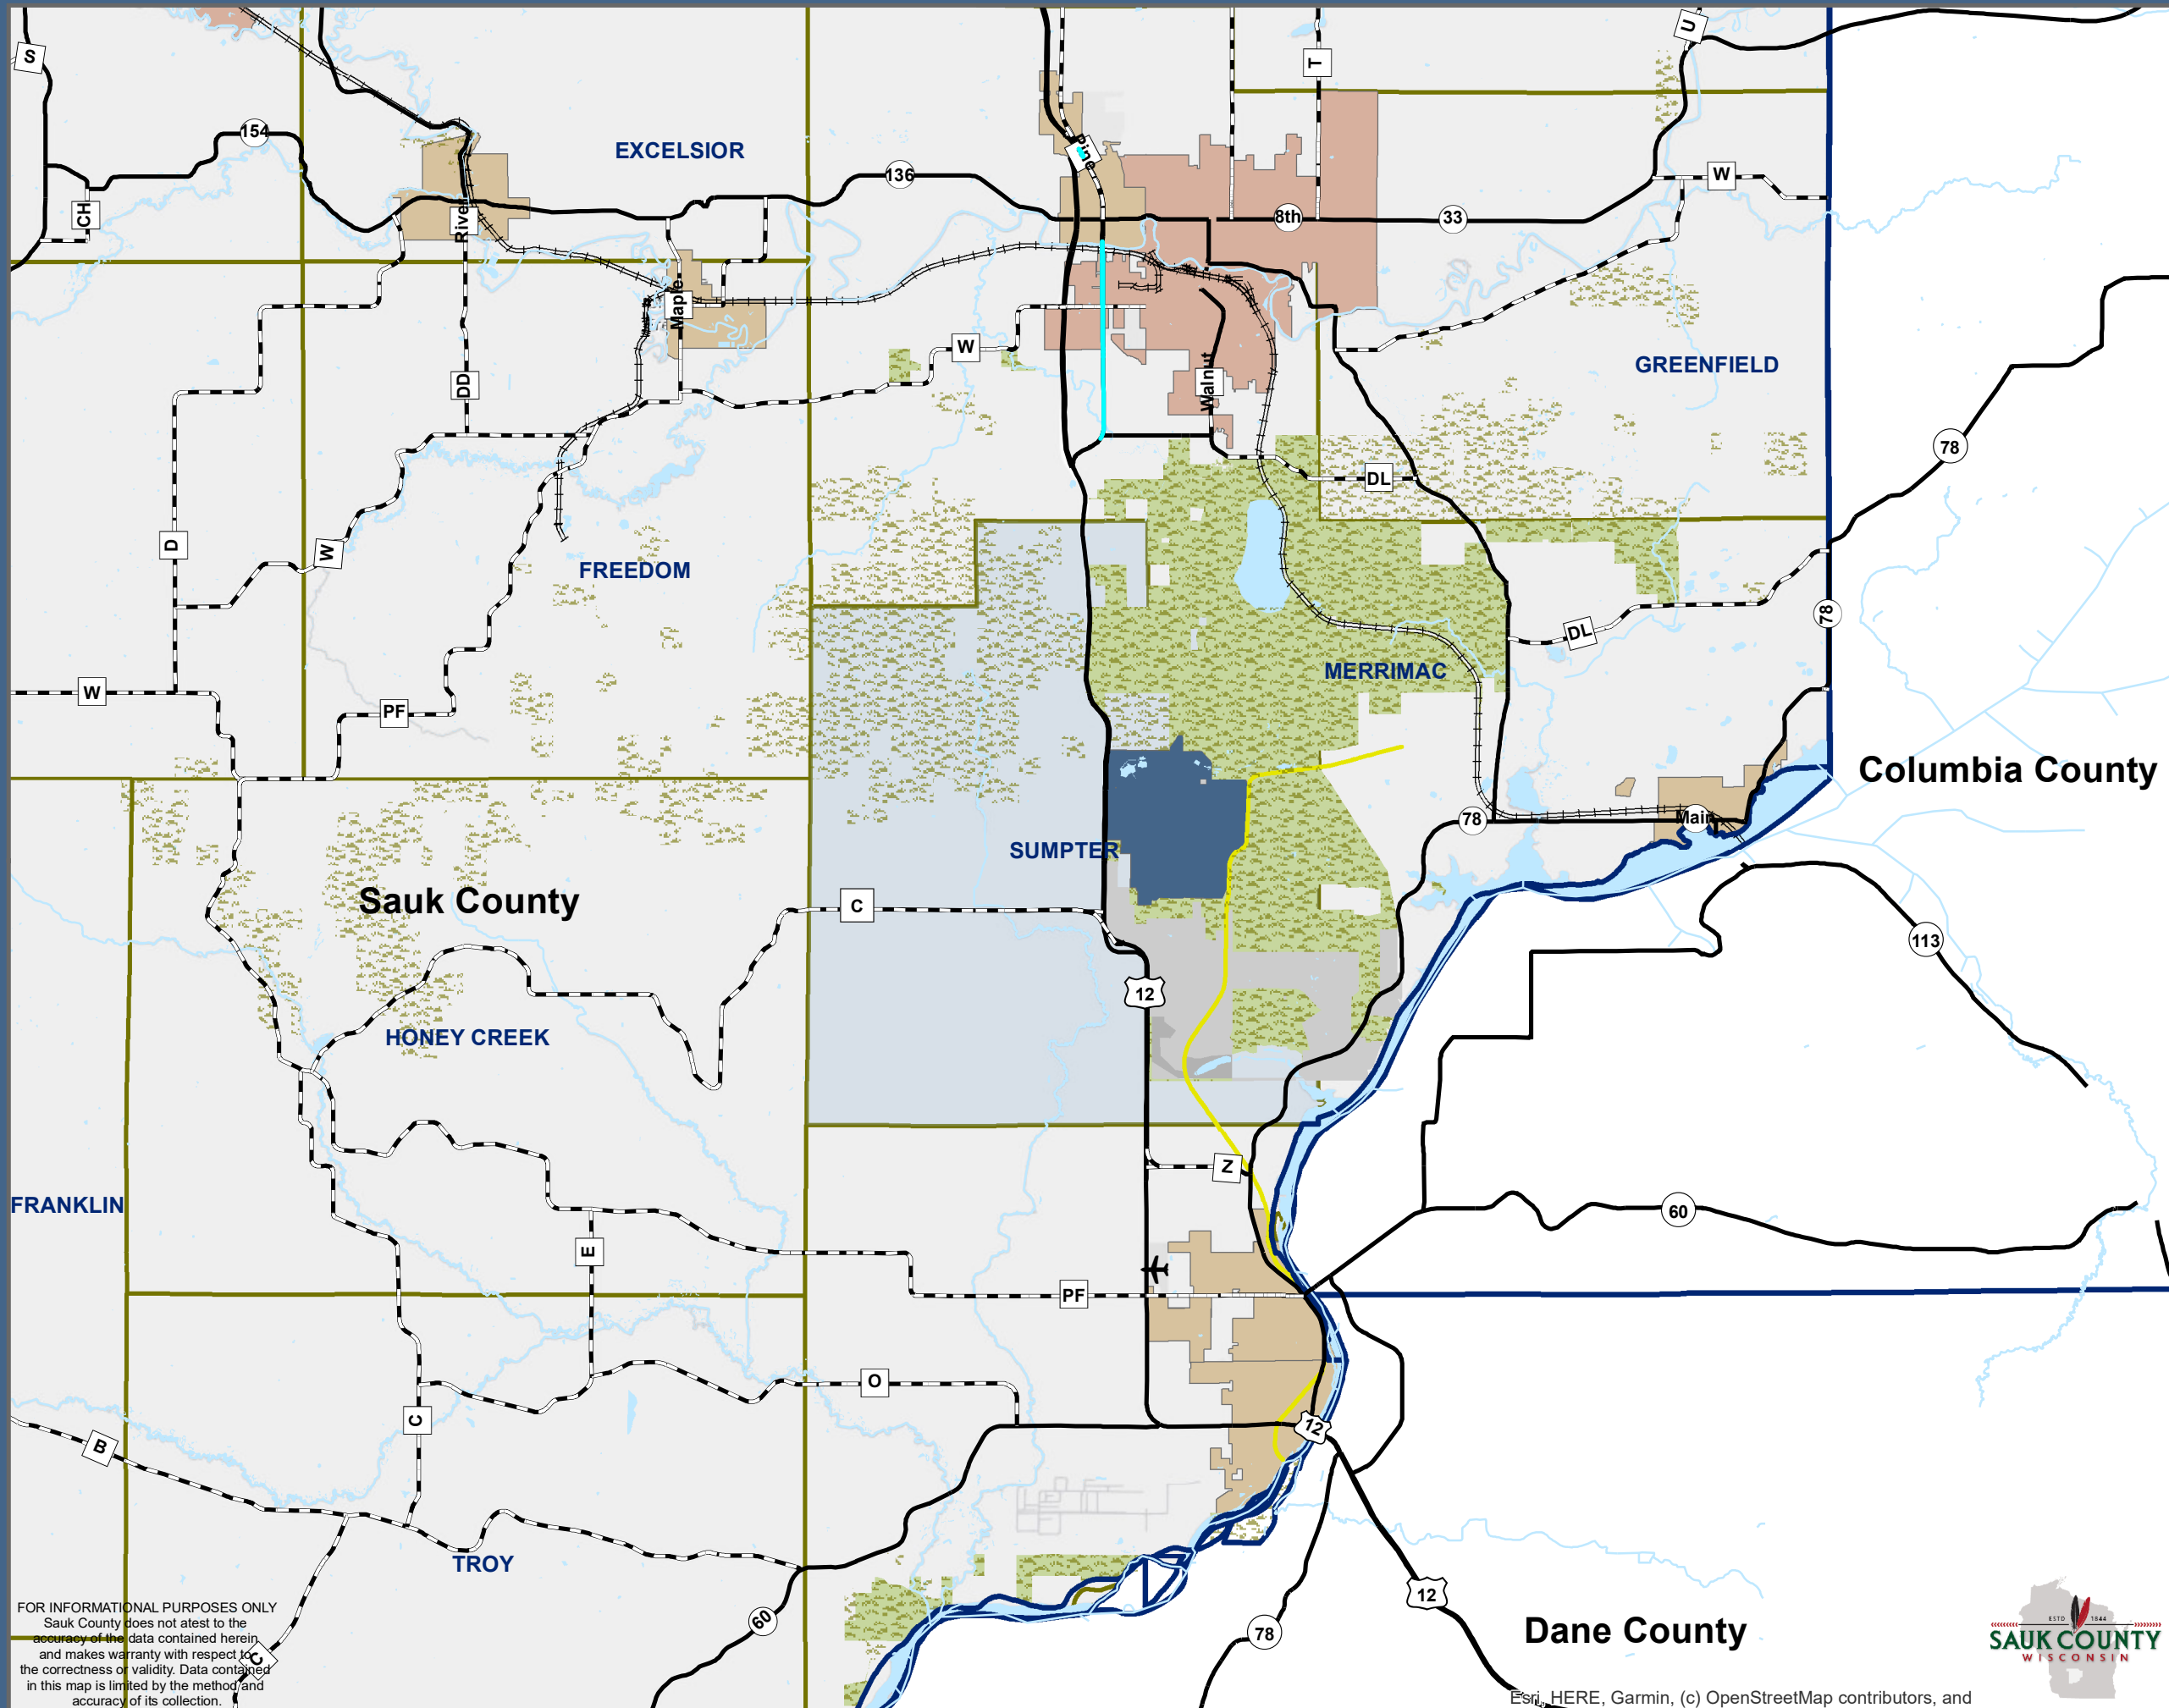 S
U
T
154
EXCELSIOR
Pine
136
W
CH
River
8th
33
Maple
W
GREENFIELD
DD
Walnut
78
DL
D
W
FREEDOM
78
DL
MERRIMAC
W
PF
Columbia County
78
Main
SUMPTER
Sauk County
C
113
12
HONEY CREEK
Z
FRANKLIN
60
E
PF
O
C
12
B
TROY
12
60
78
Dane County
C
FOR INFORMATIONAL PURPOSES ONLY
Sauk County does not atest to the
accuracy of the data contained herein
and makes warranty with respect to
the correctness or validity. Data contained
in this map is limited by the method and
accuracy of its collection.
ESTD 1844
SAUK COUNTY
WISCONSIN
Esri, HERE, Garmin, (c) OpenStreetMap contributors, and